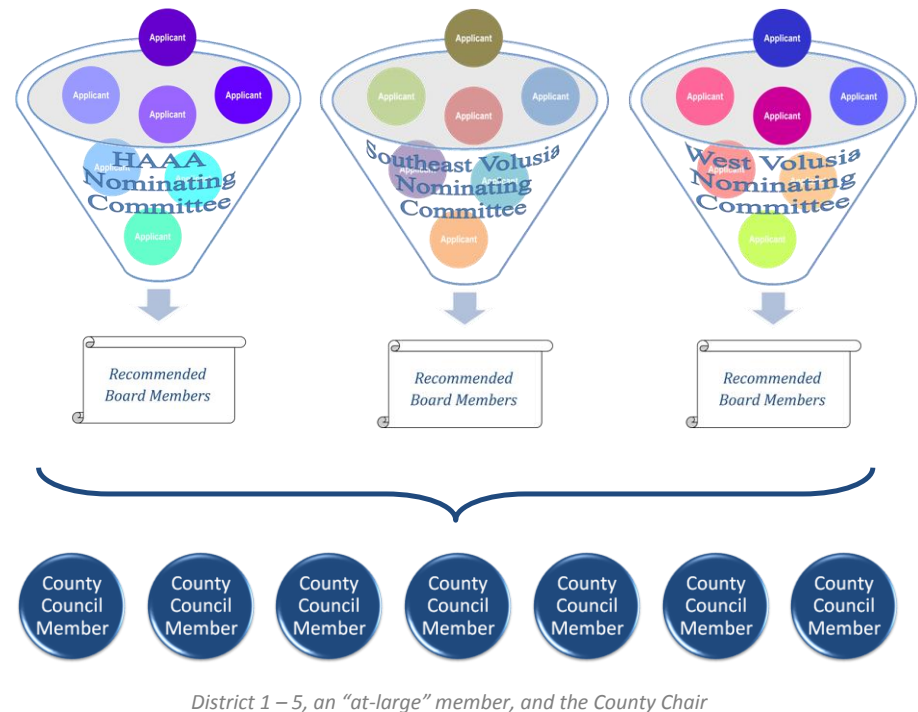 Applicant
Applicant
Applicant
Applicant
Applicant
Applicant
Applicant
HAAA
Nominating
Committee
Applicant
Recommended
Board Members
Applicant
Applicant
Applicant
Applicant
Applicant
Applicant
Southeast Volusia
Nominating
Committee
Applicant
Recommended
Board Members
Applicant
Applicant
Applicant
Applicant
Applicant
Applicant
West Volusia
Nominating
Committee
Applicant
Recommended
Board Members
County
Council
Member
County
Council
Member
County
Council
Member
County
Council
Member
County
Council
Member
County
Council
Member
County
Council
Member
District 1 – 5, an “at-large” member, and the County Chair